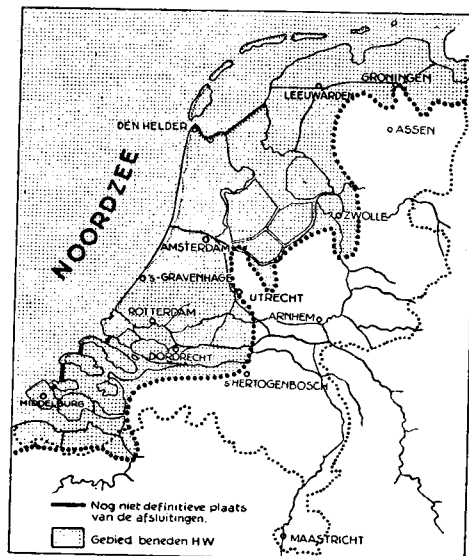 GRONINGEN
LEEUWARDEN
DEN HELDER
ASSEN
NOORDZEE
ZWOLLE
AMSTERDAM
's-GRAVENHAGE
UTRECHT
ROTTERDAM
ARNHEM
DORDRECHT
'sHERTOGENBOSCH
MIDDELBURG
Nog niet definitieve plaats
van de afsluitingen.
Gebied beneden HW
MAASTRICHT